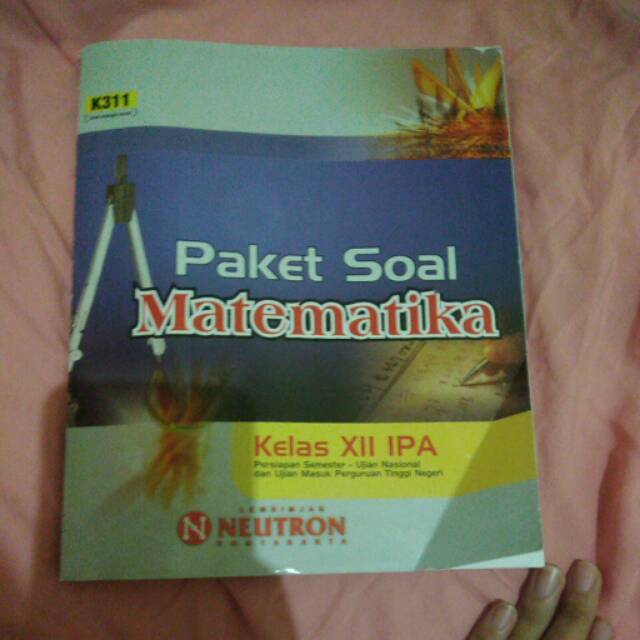 K311
Paket Soal
Matematika
Kelas XII IPA
Persiapan Semester - Ujian Nasional
dan Ujian Masuk Perguruan Tinggi Negeri
LEMBIMJAR
N NEUTRON
YOGYAKARTA